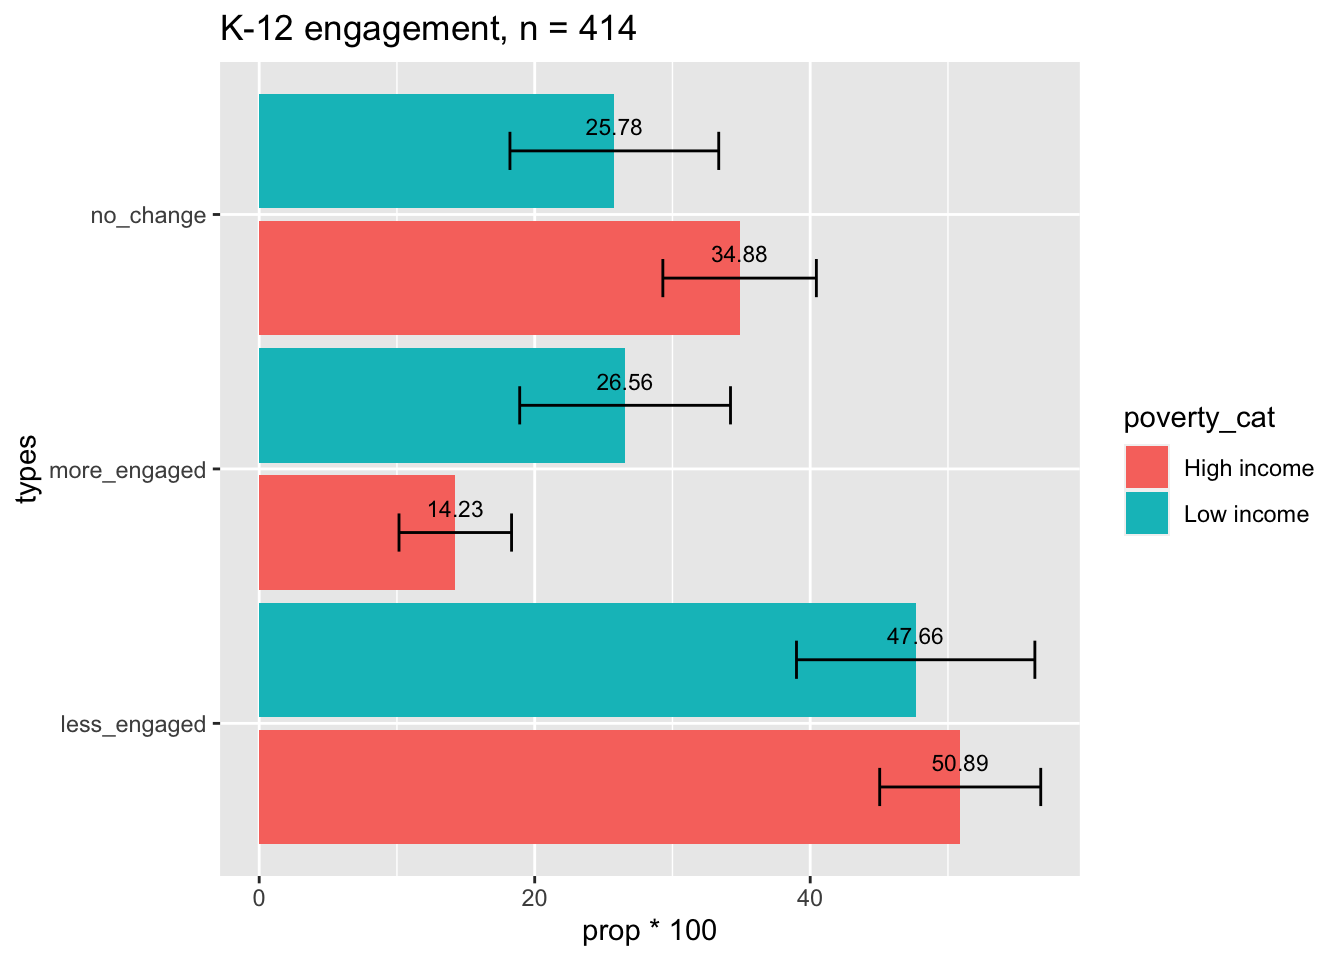 K-12 engagement, n = 414
25.78
no_change
34.88
26.56
types
more_engaged
14.23
47.66
less_engaged
50.89
0 20 40
prop * 100
poverty_cat
High income
Low income